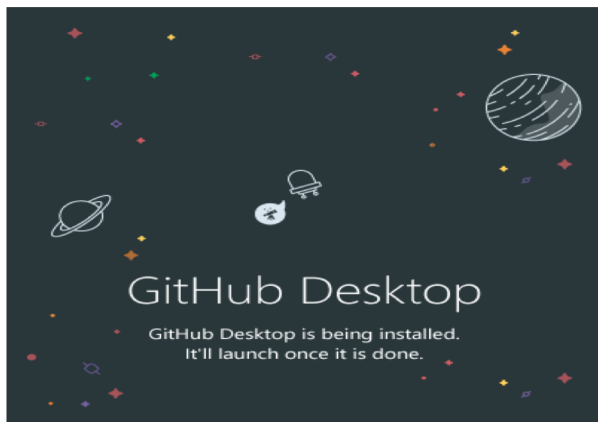 GitHub Desktop
GitHub Desktop is being installed.
It'll launch once it is done.